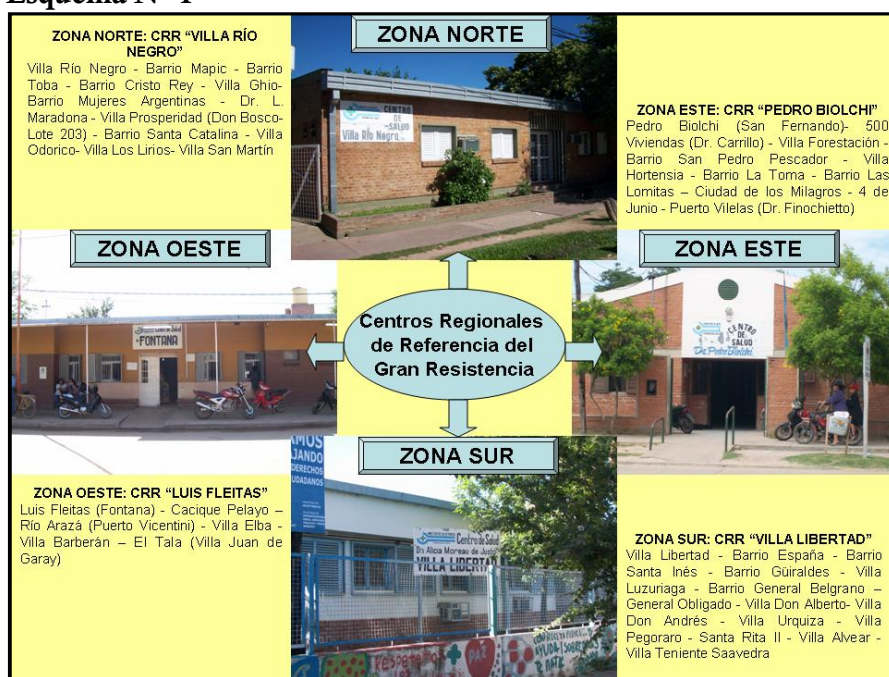 Esquema N° 1
ZONA NORTE: CRR “VILLA RÍO
NEGRO”
Villa Río Negro - Barrio Mapic - Barrio
Toba - Barrio Cristo Rey - Villa Ghio-
Barrio Mujeres Argentinas - Dr. L.
Maradona - Villa Prosperidad (Don Bosco-
Lote 203) - Barrio Santa Catalina - Villa
Odorico- Villa Los Lirios- Villa San Martín
ZONA NORTE
CENTRO
DE
SALUD
Villa Río Negro
ZONA ESTE: CRR “PEDRO BIOLCHI”
Pedro Biolchi (San Fernando)- 500
Viviendas (Dr. Carrillo) - Villa Forestación -
Barrio San Pedro Pescador - Villa
Hortensia - Barrio La Toma - Barrio Las
Lomitas – Ciudad de los Milagros - 4 de
Junio - Puerto Vilelas (Dr. Finochietto)
ZONA OESTE
FONTANA
Centros Regionales
de Referencia del
Gran Resistencia
ZONA ESTE
CENTRO
DE
SALUD
Dr. Pedro Biolchi
ZONA OESTE: CRR “LUIS FLEITAS”
Luis Fleitas (Fontana) - Cacique Pelayo –
Río Arazá (Puerto Vicentini) - Villa Elba -
Villa Barberán – El Tala (Villa Juan de
Garay)
ZONA SUR
AJANDO
DERECHOS
Centro de Salud
Dra Alicia Moreau de Justo
VILLA LIBERTAD
PAZ
AYUDA
ZONA SUR: CRR “VILLA LIBERTAD”
Villa Libertad - Barrio España - Barrio
Santa Inés - Barrio Güiraldes - Villa
Luzuriaga - Barrio General Belgrano –
General Obligado - Villa Don Alberto- Villa
Don Andrés - Villa Urquiza - Villa
Pegoraro - Santa Rita II - Villa Alvear -
Villa Teniente Saavedra